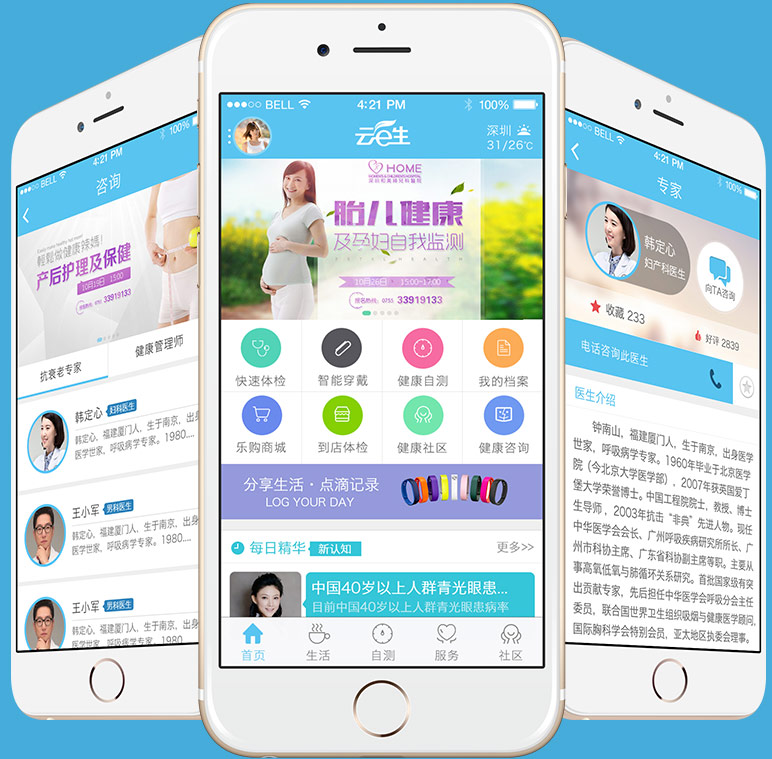 BELL
4:21 PM
100%
咨询
轻松做健康辣妈!
产后护理及保健
10月19日 15:00
33919133
抗衰老专家
健康管理师
韩定心 妇科医生
韩定心、福建厦门人，生于南京，出身
医学世家，呼吸病学专家。1980....
王小军 男科医生
韩定心、福建厦门人，生于南京，出身
医学世家，呼吸病学专家。1980....
王小军 男科医生
韩定心、福建厦门人，生于南京，出身
医学世家，呼吸病学专家。1980....
BELL
4:21 PM
100%
云e生
深圳
31/26℃
HOME
胎儿健康
及孕妇自我监测
10月26日 15:00-17:00
报名热线：0755 33919133
快速体检
智能穿戴
健康自测
我的档案
乐购商城
到店体检
健康社区
健康咨询
分享生活·点滴记录
LOG YOUR DAY
每日精华 新认知
更多>>
中国40岁以上人群青光眼患...
目前中国40岁以上人群青光眼患病率
首页
生活
自测
服务
社区
BELL
4:21 PM
100%
专家
韩定心
妇产科医生
向TA咨询
收藏 233
好评 2839
电话咨询此医生
医生介绍
钟南山，福建厦门人，生于南京，出身医学
世家，呼吸病学专家。1960年毕业于北京医学
院（今北京大学医学部），2007年获英国爱丁
堡大学荣誉博士。中国工程院院士，教授、博士
生导师，2003年抗击“非典”先进人物。现任
中华医学会会长、广州呼吸疾病研究所所长、广
州市科协主席、广东省科协副主席等职。主要从
事高氧低氧与肺循环关系研究。首批国家级有突
出贡献专家，先后担任中华医学会呼吸分会主任
委员，联合国世界卫生组织吸烟与健康医学顾问，
国际胸科学会特别会员，亚太地区执委会理事。